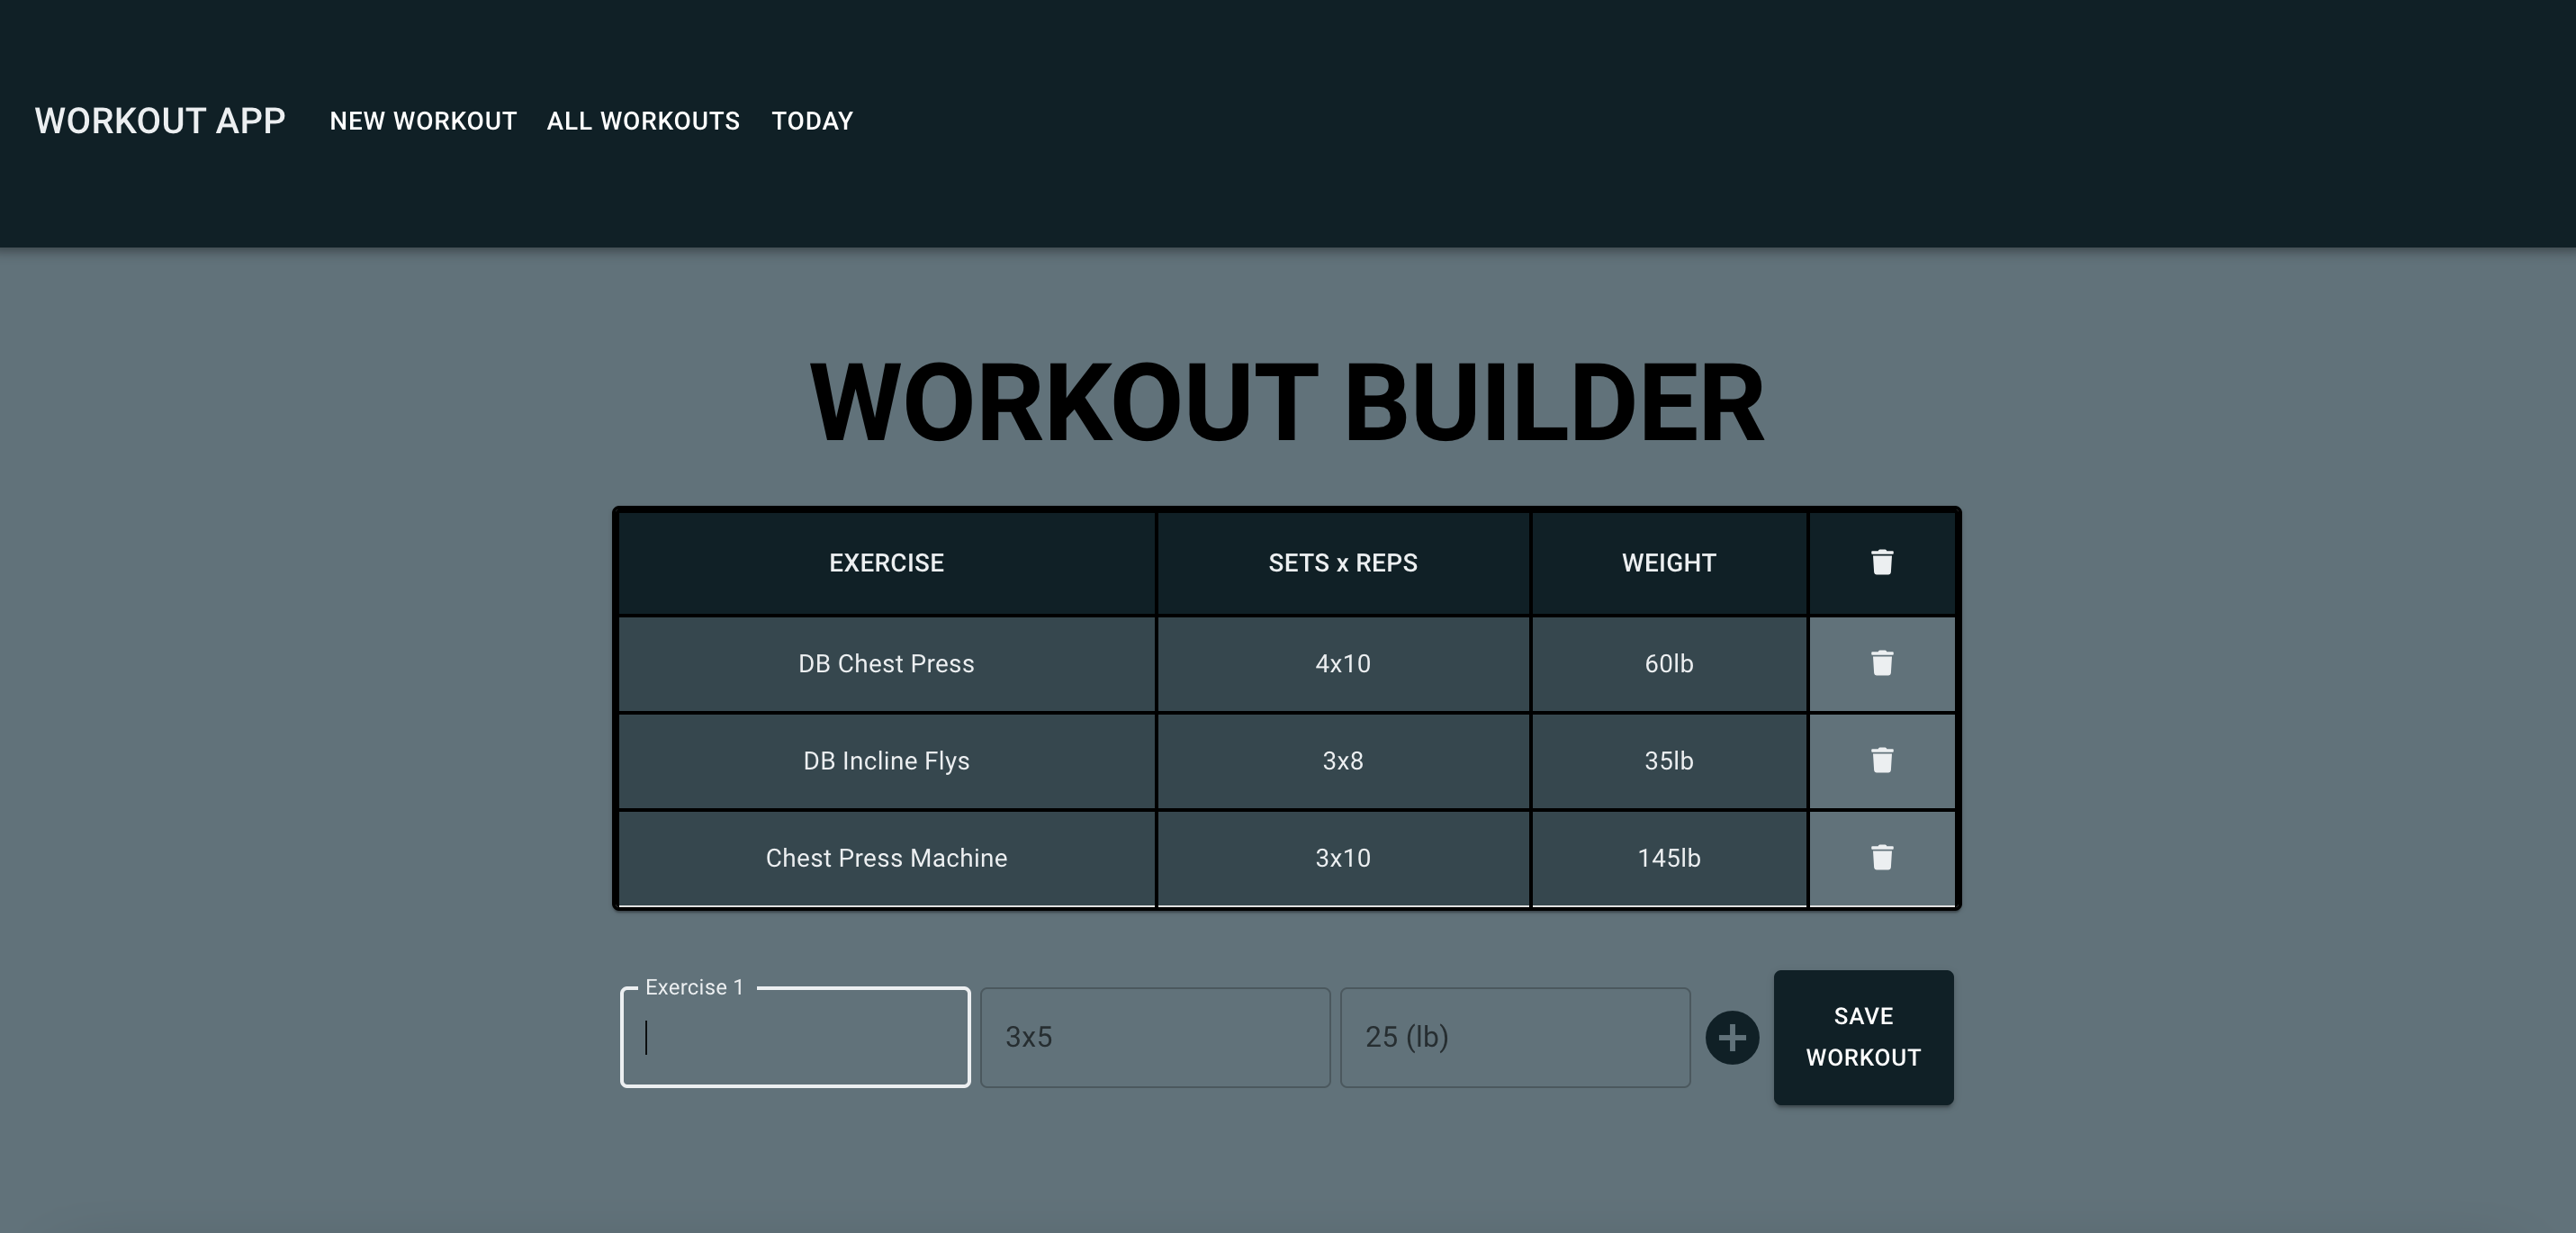 WORKOUT APP NEW WORKOUT ALL WORKOUTS TODAY
WORKOUT BUILDER
EXERCISE SETS x REPS WEIGHT
DB Chest Press 4x10 60lb
DB Incline Flys 3x8 35lb
Chest Press Machine 3x10 145lb
Exercise 1
3x5 25 (lb)
SAVE
WORKOUT